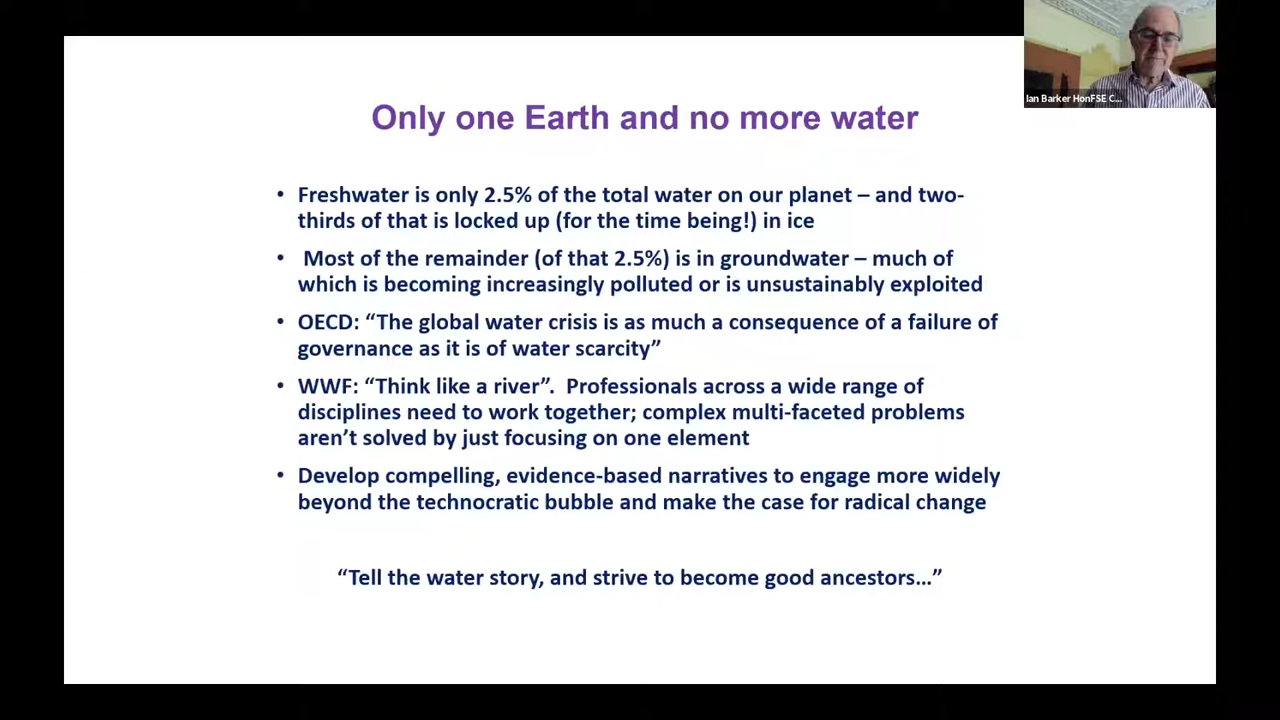 Ian Barker HonFSE C...
Only one Earth and no more water
• Freshwater is only 2.5% of the total water on our planet – and two-
thirds of that is locked up (for the time being!) in ice
• Most of the remainder (of that 2.5%) is in groundwater – much of
which is becoming increasingly polluted or is unsustainably exploited
• OECD: “The global water crisis is as much a consequence of a failure of
governance as it is of water scarcity”
• WWF: “Think like a river”. Professionals across a wide range of
disciplines need to work together; complex multi-faceted problems
aren’t solved by just focusing on one element
• Develop compelling, evidence-based narratives to engage more widely
beyond the technocratic bubble and make the case for radical change
“Tell the water story, and strive to become good ancestors…”